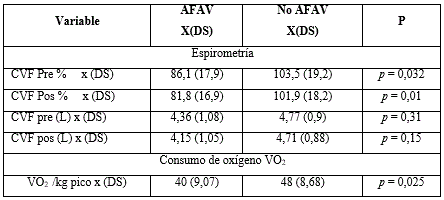 Variable AFAV X(DS) No AFAV X(DS) P
Espirometría
CVF Pre % x (DS) 86,1 (17,9) 103,5 (19,2) p = 0,032
CVF Pos % x (DS) 81,8 (16,9) 101,9 (18,2) p = 0,01
CVF pre (L) x (DS) 4,36 (1,08) 4,77 (0,9) p = 0,31
CVF pos (L) x (DS) 4,15 (1,05) 4,71 (0,88) p = 0,15
Consumo de oxígeno VO₂
VO₂ /kg pico x (DS) 40 (9,07) 48 (8,68) p = 0,025